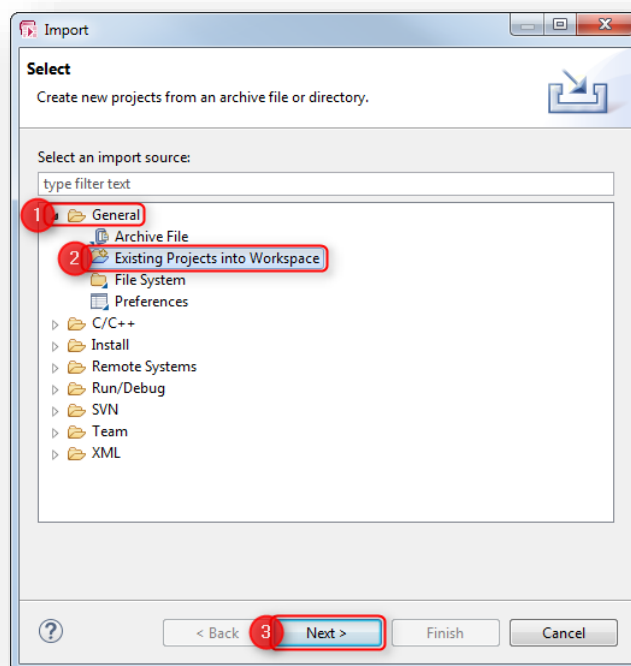 Import
Select
Create new projects from an archive file or directory.
Select an import source:
type filter text
1 General
Archive File
2 Existing Projects into Workspace
File System
Preferences
C/C++
Install
Remote Systems
Run/Debug
SVN
Team
XML
? < Back 3 Next > Finish Cancel